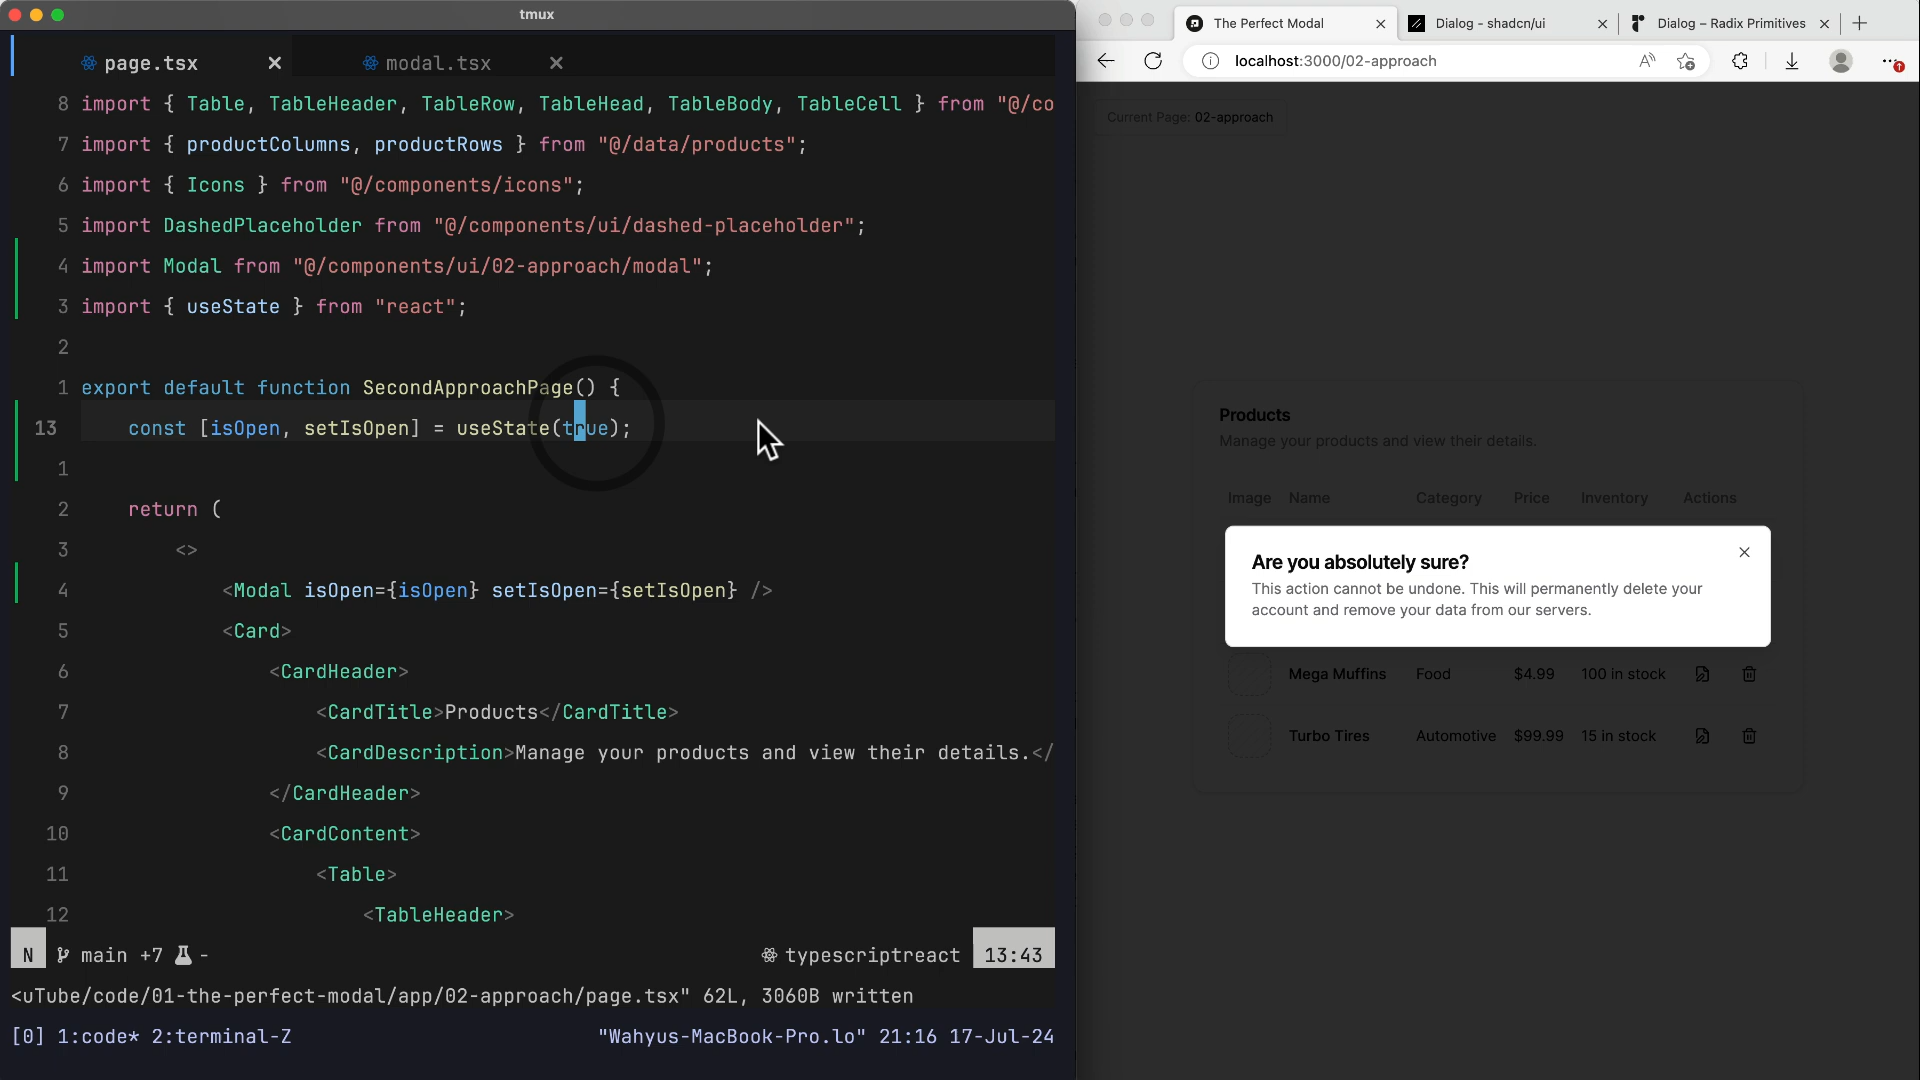 tmux
page.tsx
modal.tsx
8 import { Table, TableHeader, TableRow, TableHead, TableBody, TableCell } from "@/co
7 import { productColumns, productRows } from "@/data/products";
6 import { Icons } from "@/components/icons";
5 import DashedPlaceholder from "@/components/ui/dashed-placeholder";
4 import Modal from "@/components/ui/02-approach/modal";
3 import { useState } from "react";
2
1 export default function SecondApproachPage() {
13 const [isOpen, setIsOpen] = useState(true);
1
2 return (
3 <>
4 <Modal isOpen={isOpen} setIsOpen={setIsOpen} />
5 <Card>
6 <CardHeader>
7 <CardTitle>Products</CardTitle>
8 <CardDescription>Manage your products and view their details.</
9 </CardHeader>
10 <CardContent>
11 <Table>
12 <TableHeader>
N main +7 - typescriptreact 13:43
<uTube/code/01-the-perfect-modal/app/02-approach/page.tsx" 62L, 3060B written
[0] 1:code* 2:terminal-Z "Wahyus-MacBook-Pro.lo" 21:16 17-Jul-24
The Perfect Modal
Dialog - shadcn/ui
Dialog – Radix Primitives
localhost:3000/02-approach
Current Page: 02-approach
Products
Manage your products and view their details.
Image Name Category Price Inventory Actions
Are you absolutely sure?
This action cannot be undone. This will permanently delete your
account and remove your data from our servers.
Mega Muffins Food $4.99 100 in stock
Turbo Tires Automotive $99.99 15 in stock